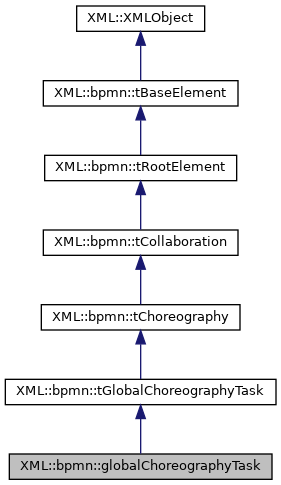 XML::XMLObject
XML::bpmn::tBaseElement
XML::bpmn::tRootElement
XML::bpmn::tCollaboration
XML::bpmn::tChoreography
XML::bpmn::tGlobalChoreographyTask
XML::bpmn::globalChoreographyTask